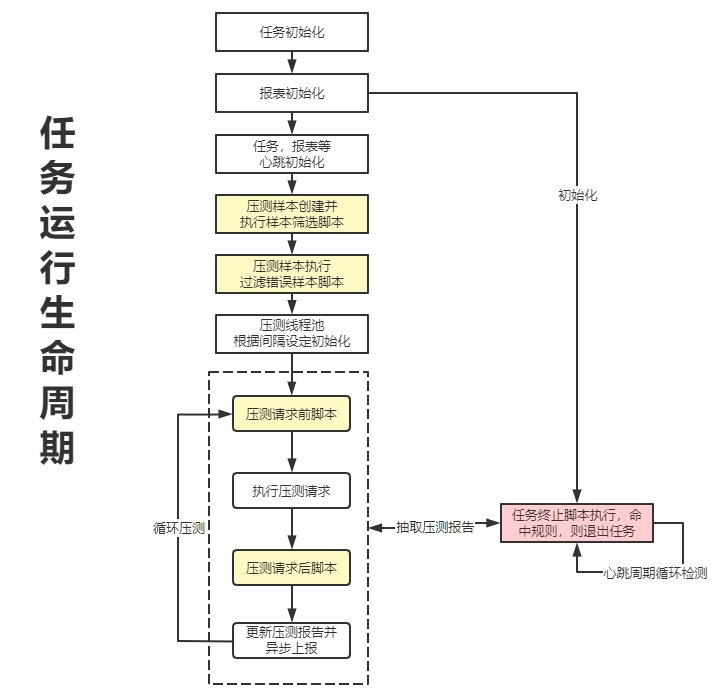 任务运行生命周期
任务初始化
报表初始化
任务，报表等
心跳初始化
压测样本创建并
执行样本筛选脚本
压测样本执行
过滤错误样本脚本
压测线程池
根据间隔设定初始化
压测请求前脚本
执行压测请求
压测请求后脚本
更新压测报告并
异步上报
循环压测
初始化
抽取压测报告
任务终止脚本执行，命
中规则，则退出任务
心跳周期循环检测